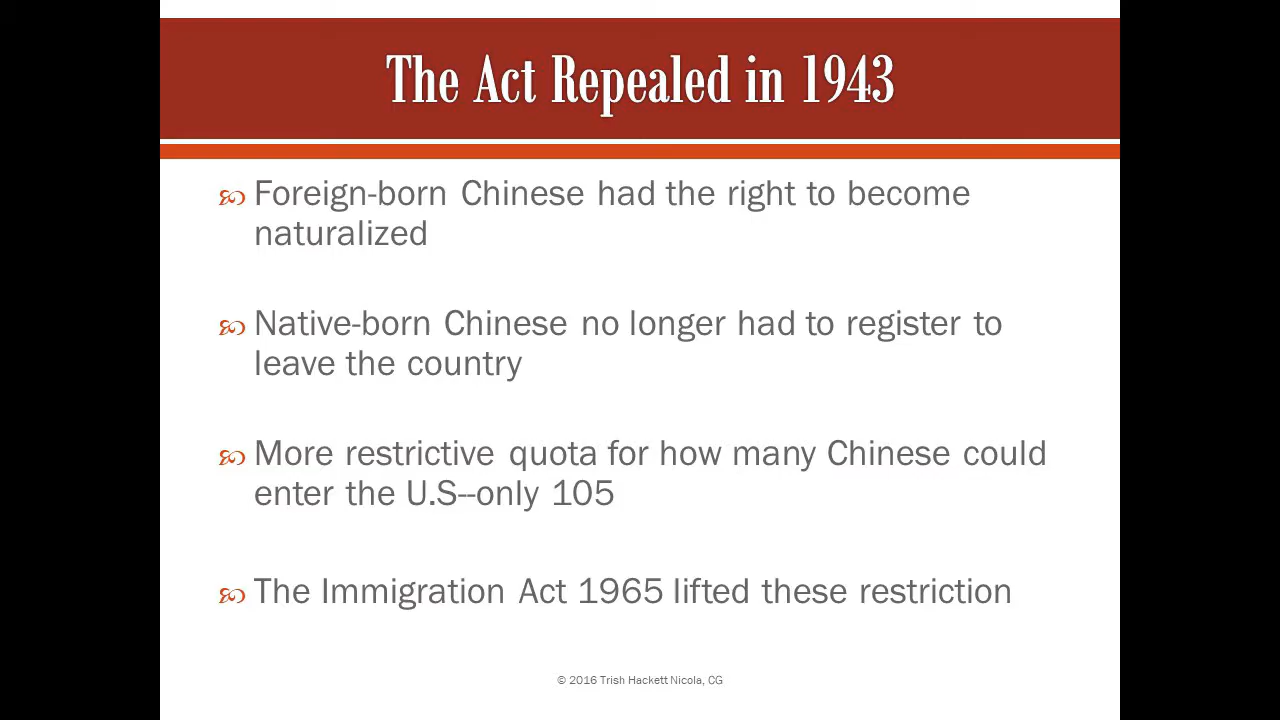 The Act Repealed in 1943
Foreign-born Chinese had the right to become
naturalized
Native-born Chinese no longer had to register to
leave the country
More restrictive quota for how many Chinese could
enter the U.S--only 105
The Immigration Act 1965 lifted these restriction
© 2016 Trish Hackett Nicola, CG